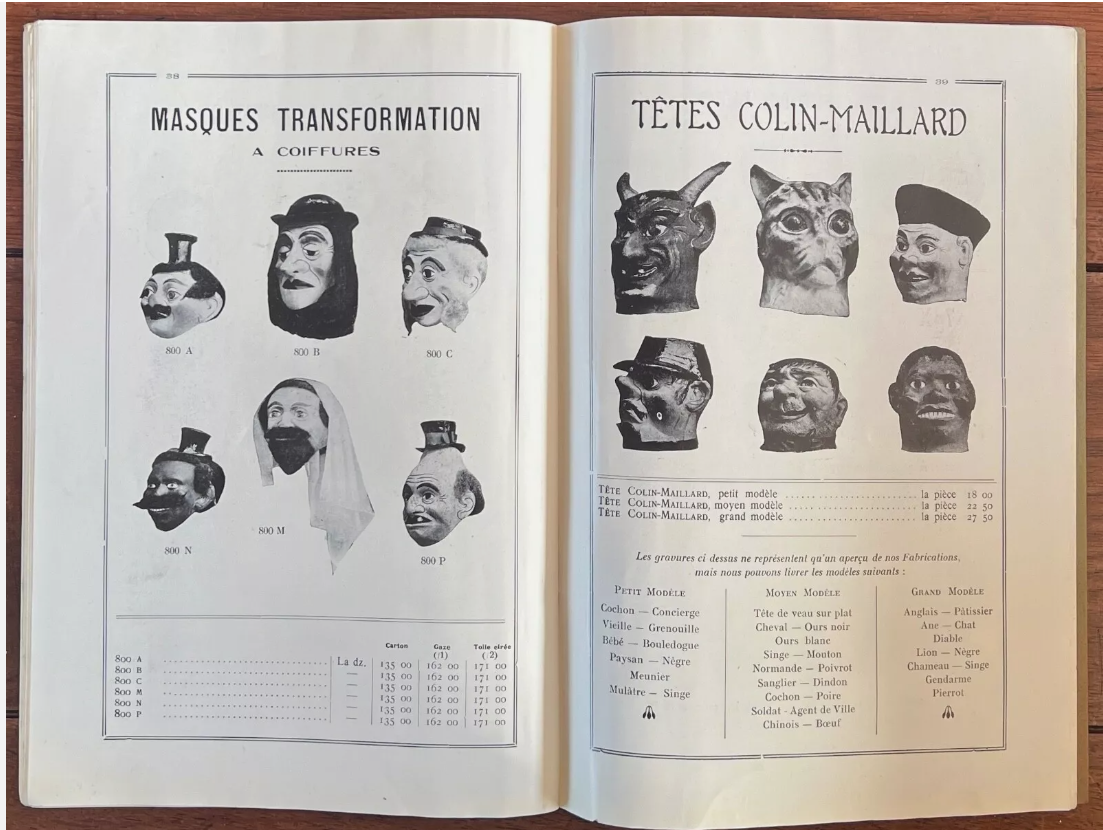 38
MASQUES TRANSFORMATION
A COIFFURES
800 A
800 B
800 C
800 N
800 M
800 P
Carton Gaze Toile cirée
(/1) (/2)
800 A La dz. 135 00 162 00 171 00
800 B — 135 00 162 00 171 00
800 C — 135 00 162 00 171 00
800 M — 135 00 162 00 171 00
800 N — 135 00 162 00 171 00
800 P — 135 00 162 00 171 00
39
TÊTES COLIN-MAILLARD
TÊTE COLIN-MAILLARD, petit modèle la pièce 18 00
TÊTE COLIN-MAILLARD, moyen modèle la pièce 22 50
TÊTE COLIN-MAILLARD, grand modèle la pièce 27 50
Les gravures ci dessus ne représentent qu'un aperçu de nos Fabrications,
mais nous pouvons livrer les modèles suivants :
PETIT MODÈLE
Cochon — Concierge
Vieille — Grenouille
Bébé — Bouledogue
Paysan — Nègre
Meunier
Mulâtre — Singe
MOYEN MODÈLE
Tête de veau sur plat
Cheval — Ours noir
Ours blanc
Singe — Mouton
Normande — Poivrot
Sanglier — Dindon
Cochon — Poire
Soldat - Agent de Ville
Chinois — Bœuf
GRAND MODÈLE
Anglais — Pâtissier
Ane — Chat
Diable
Lion — Nègre
Chameau — Singe
Gendarme
Pierrot